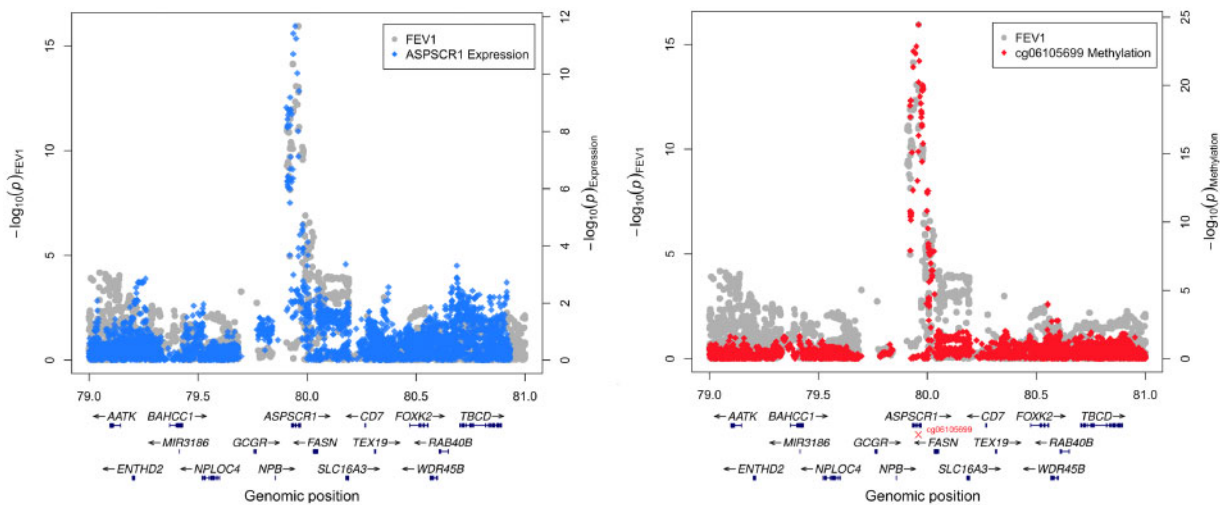 FEV1
ASPSCR1 Expression
15
10
5
0
−log10(p)FEV1
12
10
8
6
4
2
0
−log10(p)Expression
79.0 79.5 80.0 80.5 81.0
←AATK BAHCC1→ ASPSCR1→ ←CD7 FOXK2→ TBCD→
←MIR3186 GCGR→ ←FASN TEX19→ ←RAB40B
←ENTHD2 ←NPLOC4 NPB→ SLC16A3→ ←WDR45B
Genomic position
FEV1
cg06105699 Methylation
15
10
5
0
−log10(p)FEV1
25
20
15
10
5
0
−log10(p)Methylation
79.0 79.5 80.0 80.5 81.0
←AATK BAHCC1→ ASPSCR1→ ←CD7 FOXK2→ TBCD→
cg06105699
←MIR3186 GCGR→ ←FASN TEX19→ ←RAB40B
←ENTHD2 ←NPLOC4 NPB→ SLC16A3→ ←WDR45B
Genomic position